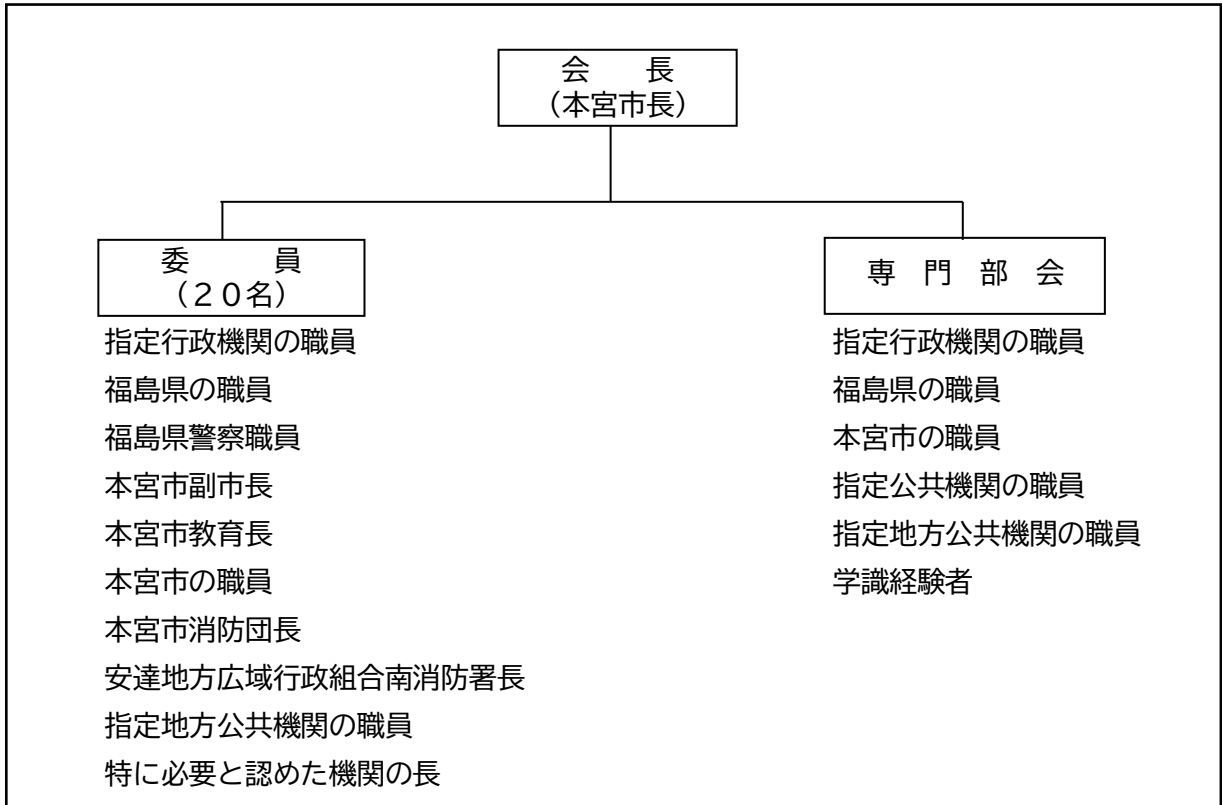 会　　長
（本宮市長）
委　　　員
（２０名）
指定行政機関の職員
福島県の職員
福島県警察職員
本宮市副市長
本宮市教育長
本宮市の職員
本宮市消防団長
安達地方広域行政組合南消防署長
指定地方公共機関の職員
特に必要と認めた機関の長
専　門　部　会
指定行政機関の職員
福島県の職員
本宮市の職員
指定公共機関の職員
指定地方公共機関の職員
学識経験者